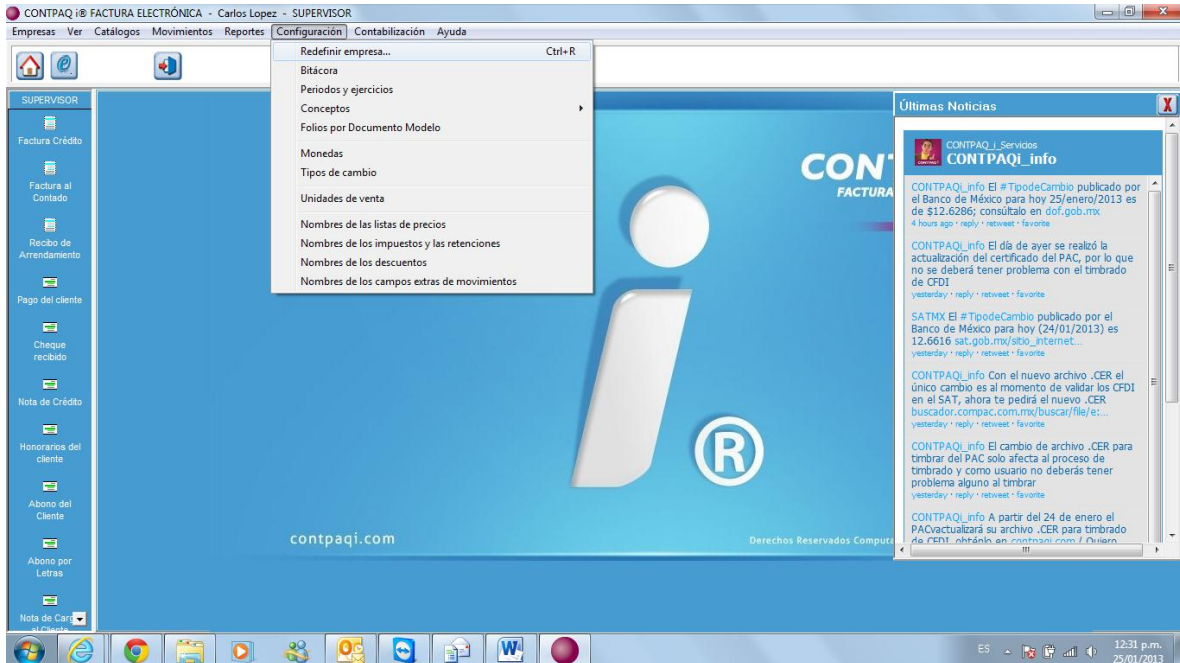 CONTPAQ i® FACTURA ELECTRÓNICA - Carlos Lopez - SUPERVISOR
Empresas Ver Catálogos Movimientos Reportes Configuración Contabilización Ayuda
Redefinir empresa... Ctrl+R
Bitácora
Periodos y ejercicios
Conceptos
Folios por Documento Modelo
Monedas
Tipos de cambio
Unidades de venta
Nombres de las listas de precios
Nombres de los impuestos y las retenciones
Nombres de los descuentos
Nombres de los campos extras de movimientos
SUPERVISOR
Factura Crédito
Factura al
Contado
Recibo de
Arrendamiento
Pago del cliente
Cheque
recibido
Nota de Crédito
Honorarios del
cliente
Abono del
Cliente
Abono por
Letras
Nota de Carg
al Cliente
CONT
FACTURA
i
®
contpaqi.com
Derechos Reservados Computa
Últimas Noticias
X
CONTPAQ_i_Servicios
CONTPAQi_info
CONTPAQi_info El #TipodeCambio publicado por
el Banco de México para hoy 25/enero/2013 es
de $12.6286; consúltalo en dof.gob.mx
4 hours ago · reply · retweet · favorite
CONTPAQi_info El día de ayer se realizó la
actualización del certificado del PAC, por lo que
no se deberá tener problema con el timbrado
de CFDI
yesterday · reply · retweet · favorite
SATMX El #TipodeCambio publicado por el
Banco de México para hoy (24/01/2013) es
12.6616 sat.gob.mx/sitio_internet...
yesterday · reply · retweet · favorite
CONTPAQi_info Con el nuevo archivo .CER el
único cambio es al momento de validar los CFDI
en el SAT, ahora te pedirá el nuevo .CER
buscador.compac.com.mx/buscar/file/e:...
yesterday · reply · retweet · favorite
CONTPAQi_info El cambio de archivo .CER para
timbrar del PAC solo afecta al proceso de
timbrado y como usuario no deberás tener
problema alguno al timbrar
yesterday · reply · retweet · favorite
CONTPAQi_info A partir del 24 de enero el
PACvactualizará su archivo .CER para timbrado
de CFDI, obténlo en contpaqi.com / Quiero
ES
12:31 p.m.
25/01/2013